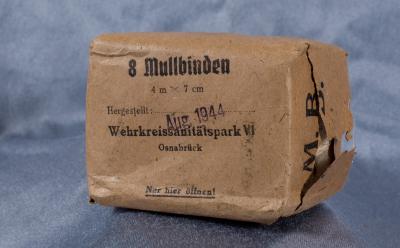 8 Mullbinden
4 m × 7 cm
Hergestellt: Aug. 1944
Wehrkreissanitätspark VI
Osnabrück
Nur hier öffnen!
M. B.